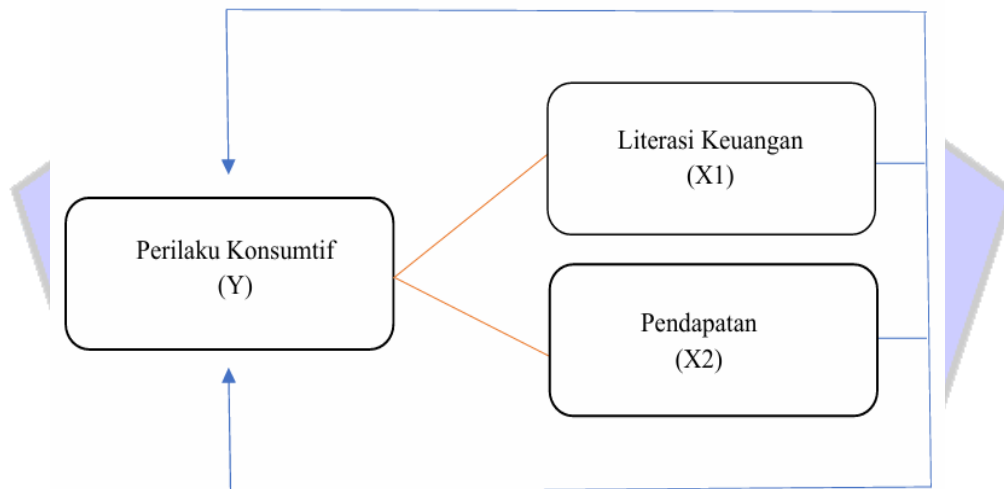 Literasi Keuangan
(X1)
Perilaku Konsumtif
(Y)
Pendapatan
(X2)